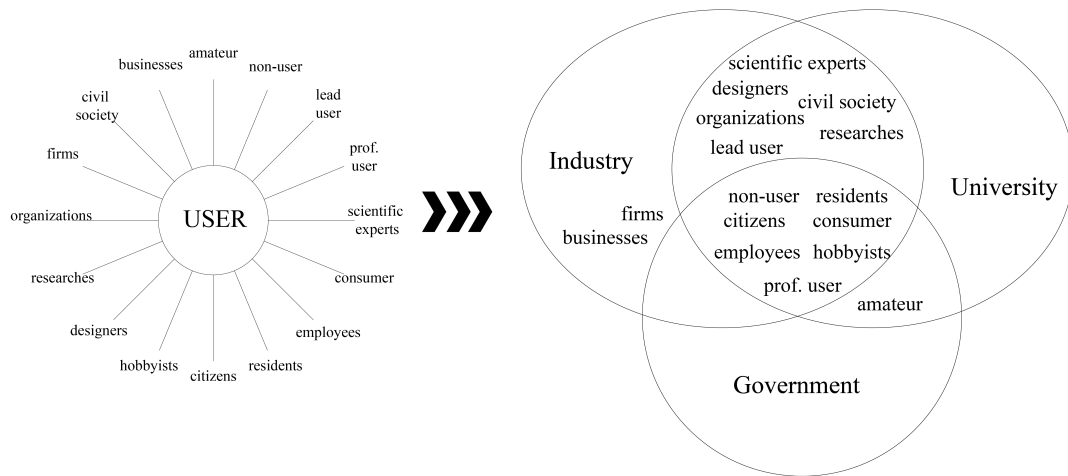 amateur
businesses
non-user
civil
society
lead
user
firms
prof.
user
organizations
USER
scientific
experts
researches
consumer
designers
employees
hobbyists
citizens
residents
scientific experts
designers
civil society
organizations
researches
lead user
Industry
University
non-user
residents
firms
citizens
consumer
businesses
employees
hobbyists
prof. user
amateur
Government